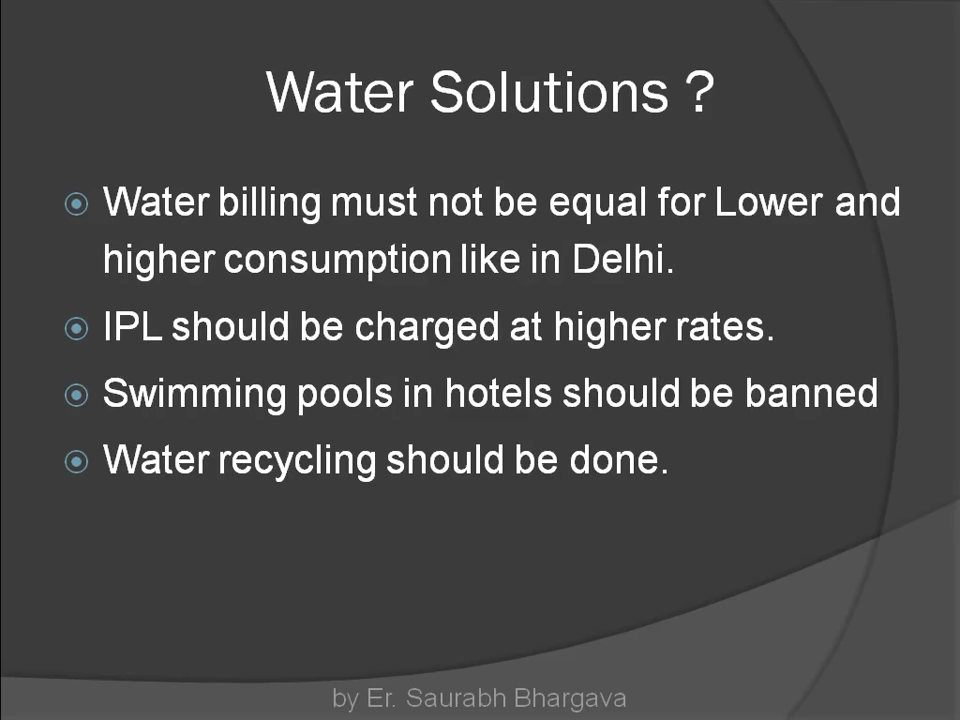 Water Solutions ?
Water billing must not be equal for Lower and
higher consumption like in Delhi.
IPL should be charged at higher rates.
Swimming pools in hotels should be banned
Water recycling should be done.
by Er. Saurabh Bhargava